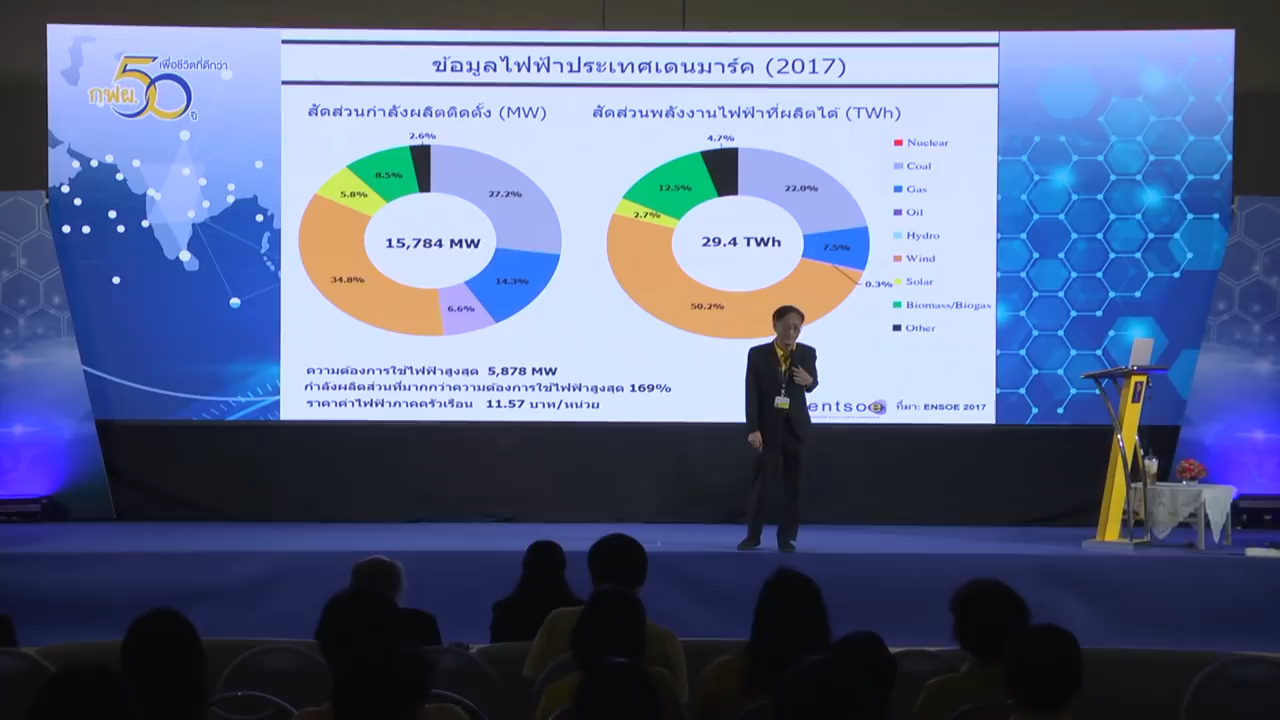 เพื่อชีวิตที่ดีกว่า
กฟผ. 50 ปี
ข้อมูลไฟฟ้าประเทศเดนมาร์ค (2017)
สัดส่วนกำลังผลิตติดตั้ง (MW)
2.6%
8.5%
5.8%
27.2%
15,784 MW
34.8%
14.3%
6.6%
สัดส่วนพลังงานไฟฟ้าที่ผลิตได้ (TWh)
4.7%
12.5%
22.0%
2.7%
29.4 TWh
7.5%
0.3%
50.2%
Nuclear
Coal
Gas
Oil
Hydro
Wind
Solar
Biomass/Biogas
Other
ความต้องการใช้ไฟฟ้าสูงสุด 5,878 MW
กำลังผลิตส่วนที่มากกว่าความต้องการใช้ไฟฟ้าสูงสุด 169%
ราคาค่าไฟฟ้าภาคครัวเรือน 11.57 บาท/หน่วย
entsoe
ที่มา: ENSOE 2017